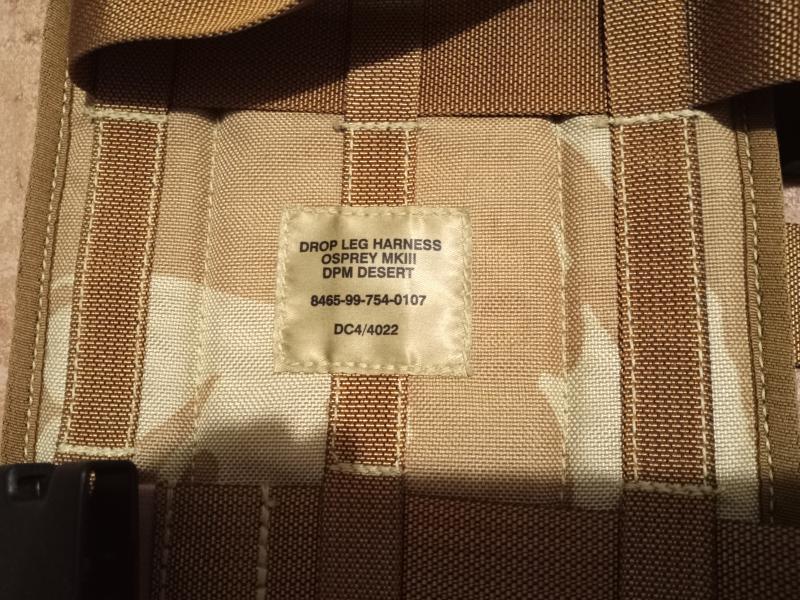 DROP LEG HARNESS
OSPREY MKIII
DPM DESERT
8465-99-754-0107
DC4/4022